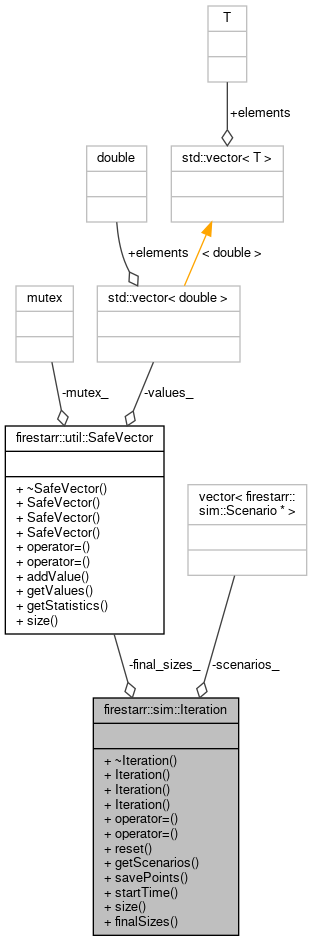 T
+elements
double
std::vector< T >
+elements
< double >
mutex
std::vector< double >
-mutex_
-values_
firestarr::util::SafeVector
+ ~SafeVector()
+ SafeVector()
+ SafeVector()
+ SafeVector()
+ operator=()
+ operator=()
+ addValue()
+ getValues()
+ getStatistics()
+ size()
vector< firestarr::
sim::Scenario * >
-final_sizes_
-scenarios_
firestarr::sim::Iteration
+ ~Iteration()
+ Iteration()
+ Iteration()
+ Iteration()
+ operator=()
+ operator=()
+ reset()
+ getScenarios()
+ savePoints()
+ startTime()
+ size()
+ finalSizes()